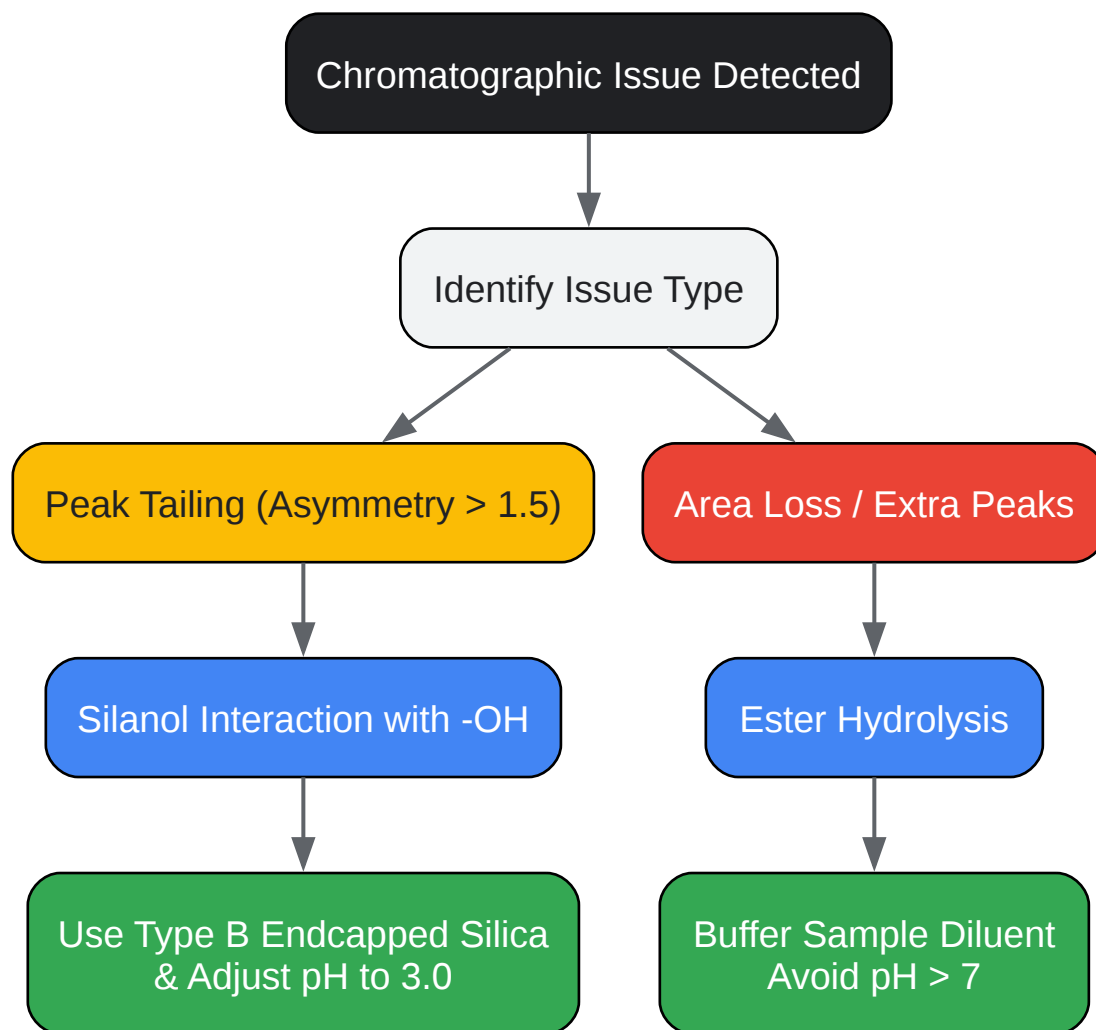 Chromatographic Issue Detected
Identify Issue Type
Peak Tailing (Asymmetry > 1.5)
Area Loss / Extra Peaks
Silanol Interaction with -OH
Ester Hydrolysis
Use Type B Endcapped Silica
& Adjust pH to 3.0
Buffer Sample Diluent
Avoid pH > 7